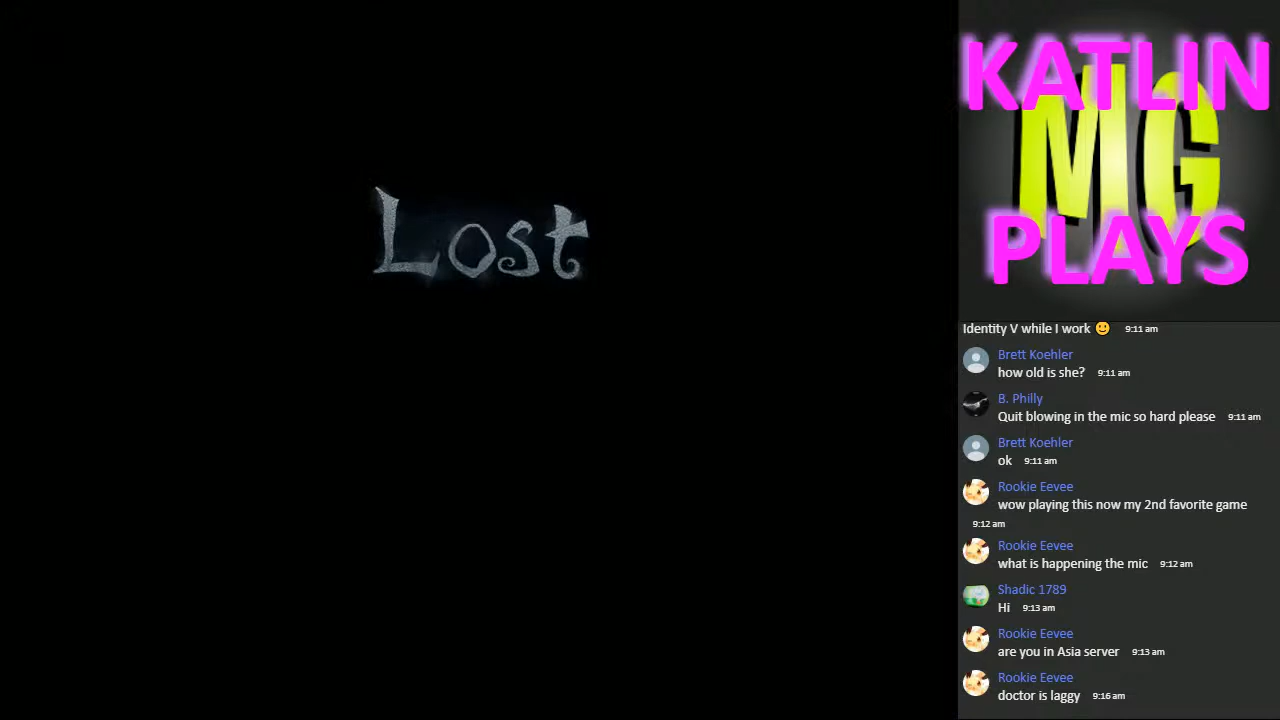 Lost
KATLIN
MG
PLAYS
Identity V while I work 9:11 am
Brett Koehler
how old is she? 9:11 am
B. Philly
Quit blowing in the mic so hard please 9:11 am
Brett Koehler
ok 9:11 am
Rookie Eevee
wow playing this now my 2nd favorite game
9:12 am
Rookie Eevee
what is happening the mic 9:12 am
Shadic 1789
Hi 9:13 am
Rookie Eevee
are you in Asia server 9:13 am
Rookie Eevee
doctor is laggy 9:16 am